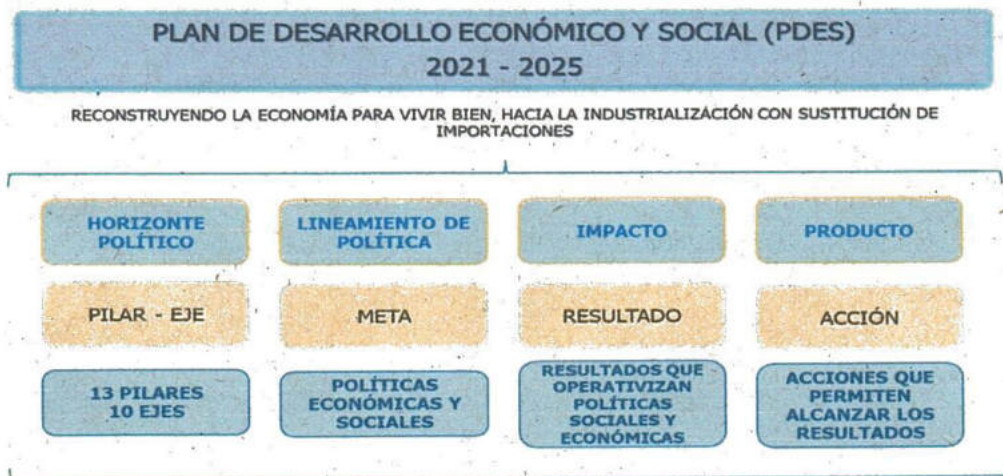 PLAN DE DESARROLLO ECONÓMICO Y SOCIAL (PDES)
2021 - 2025
RECONSTRUYENDO LA ECONOMÍA PARA VIVIR BIEN, HACIA LA INDUSTRIALIZACIÓN CON SUSTITUCIÓN DE
IMPORTACIONES
HORIZONTE
POLÍTICO
LINEAMIENTO DE
POLÍTICA
IMPACTO
PRODUCTO
PILAR - EJE
META
RESULTADO
ACCIÓN
13 PILARES
10 EJES
POLÍTICAS
ECONÓMICAS Y
SOCIALES
RESULTADOS QUE
OPERATIVIZAN
POLÍTICAS
SOCIALES Y
ECONÓMICAS
ACCIONES QUE
PERMITEN
ALCANZAR LOS
RESULTADOS